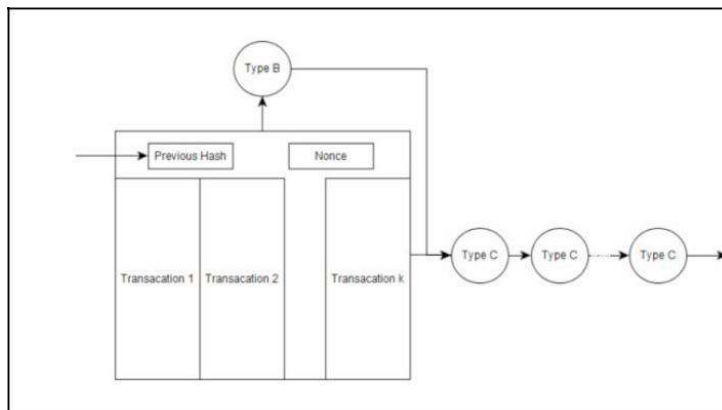 Type B
Previous Hash
Nonce
Transacation 1
Transacation 2
Transacation k
Type C
Type C
Type C